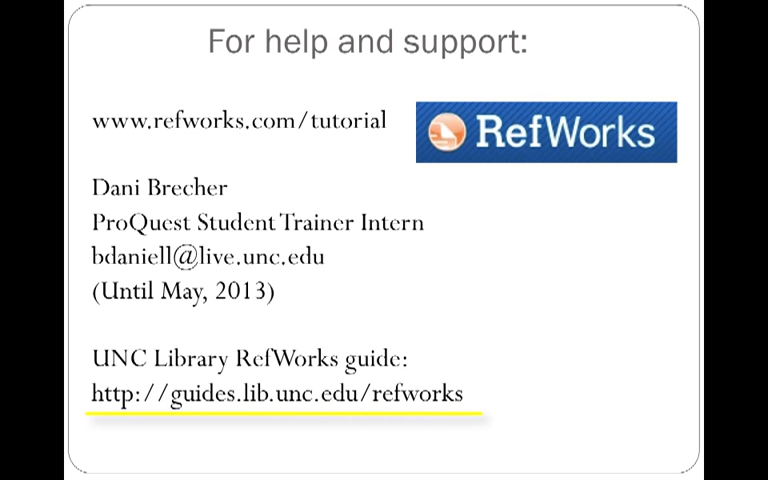 For help and support:
www.refworks.com/tutorial
RefWorks
Dani Brecher
ProQuest Student Trainer Intern
bdaniell@live.unc.edu
(Until May, 2013)
UNC Library RefWorks guide:
http://guides.lib.unc.edu/refworks